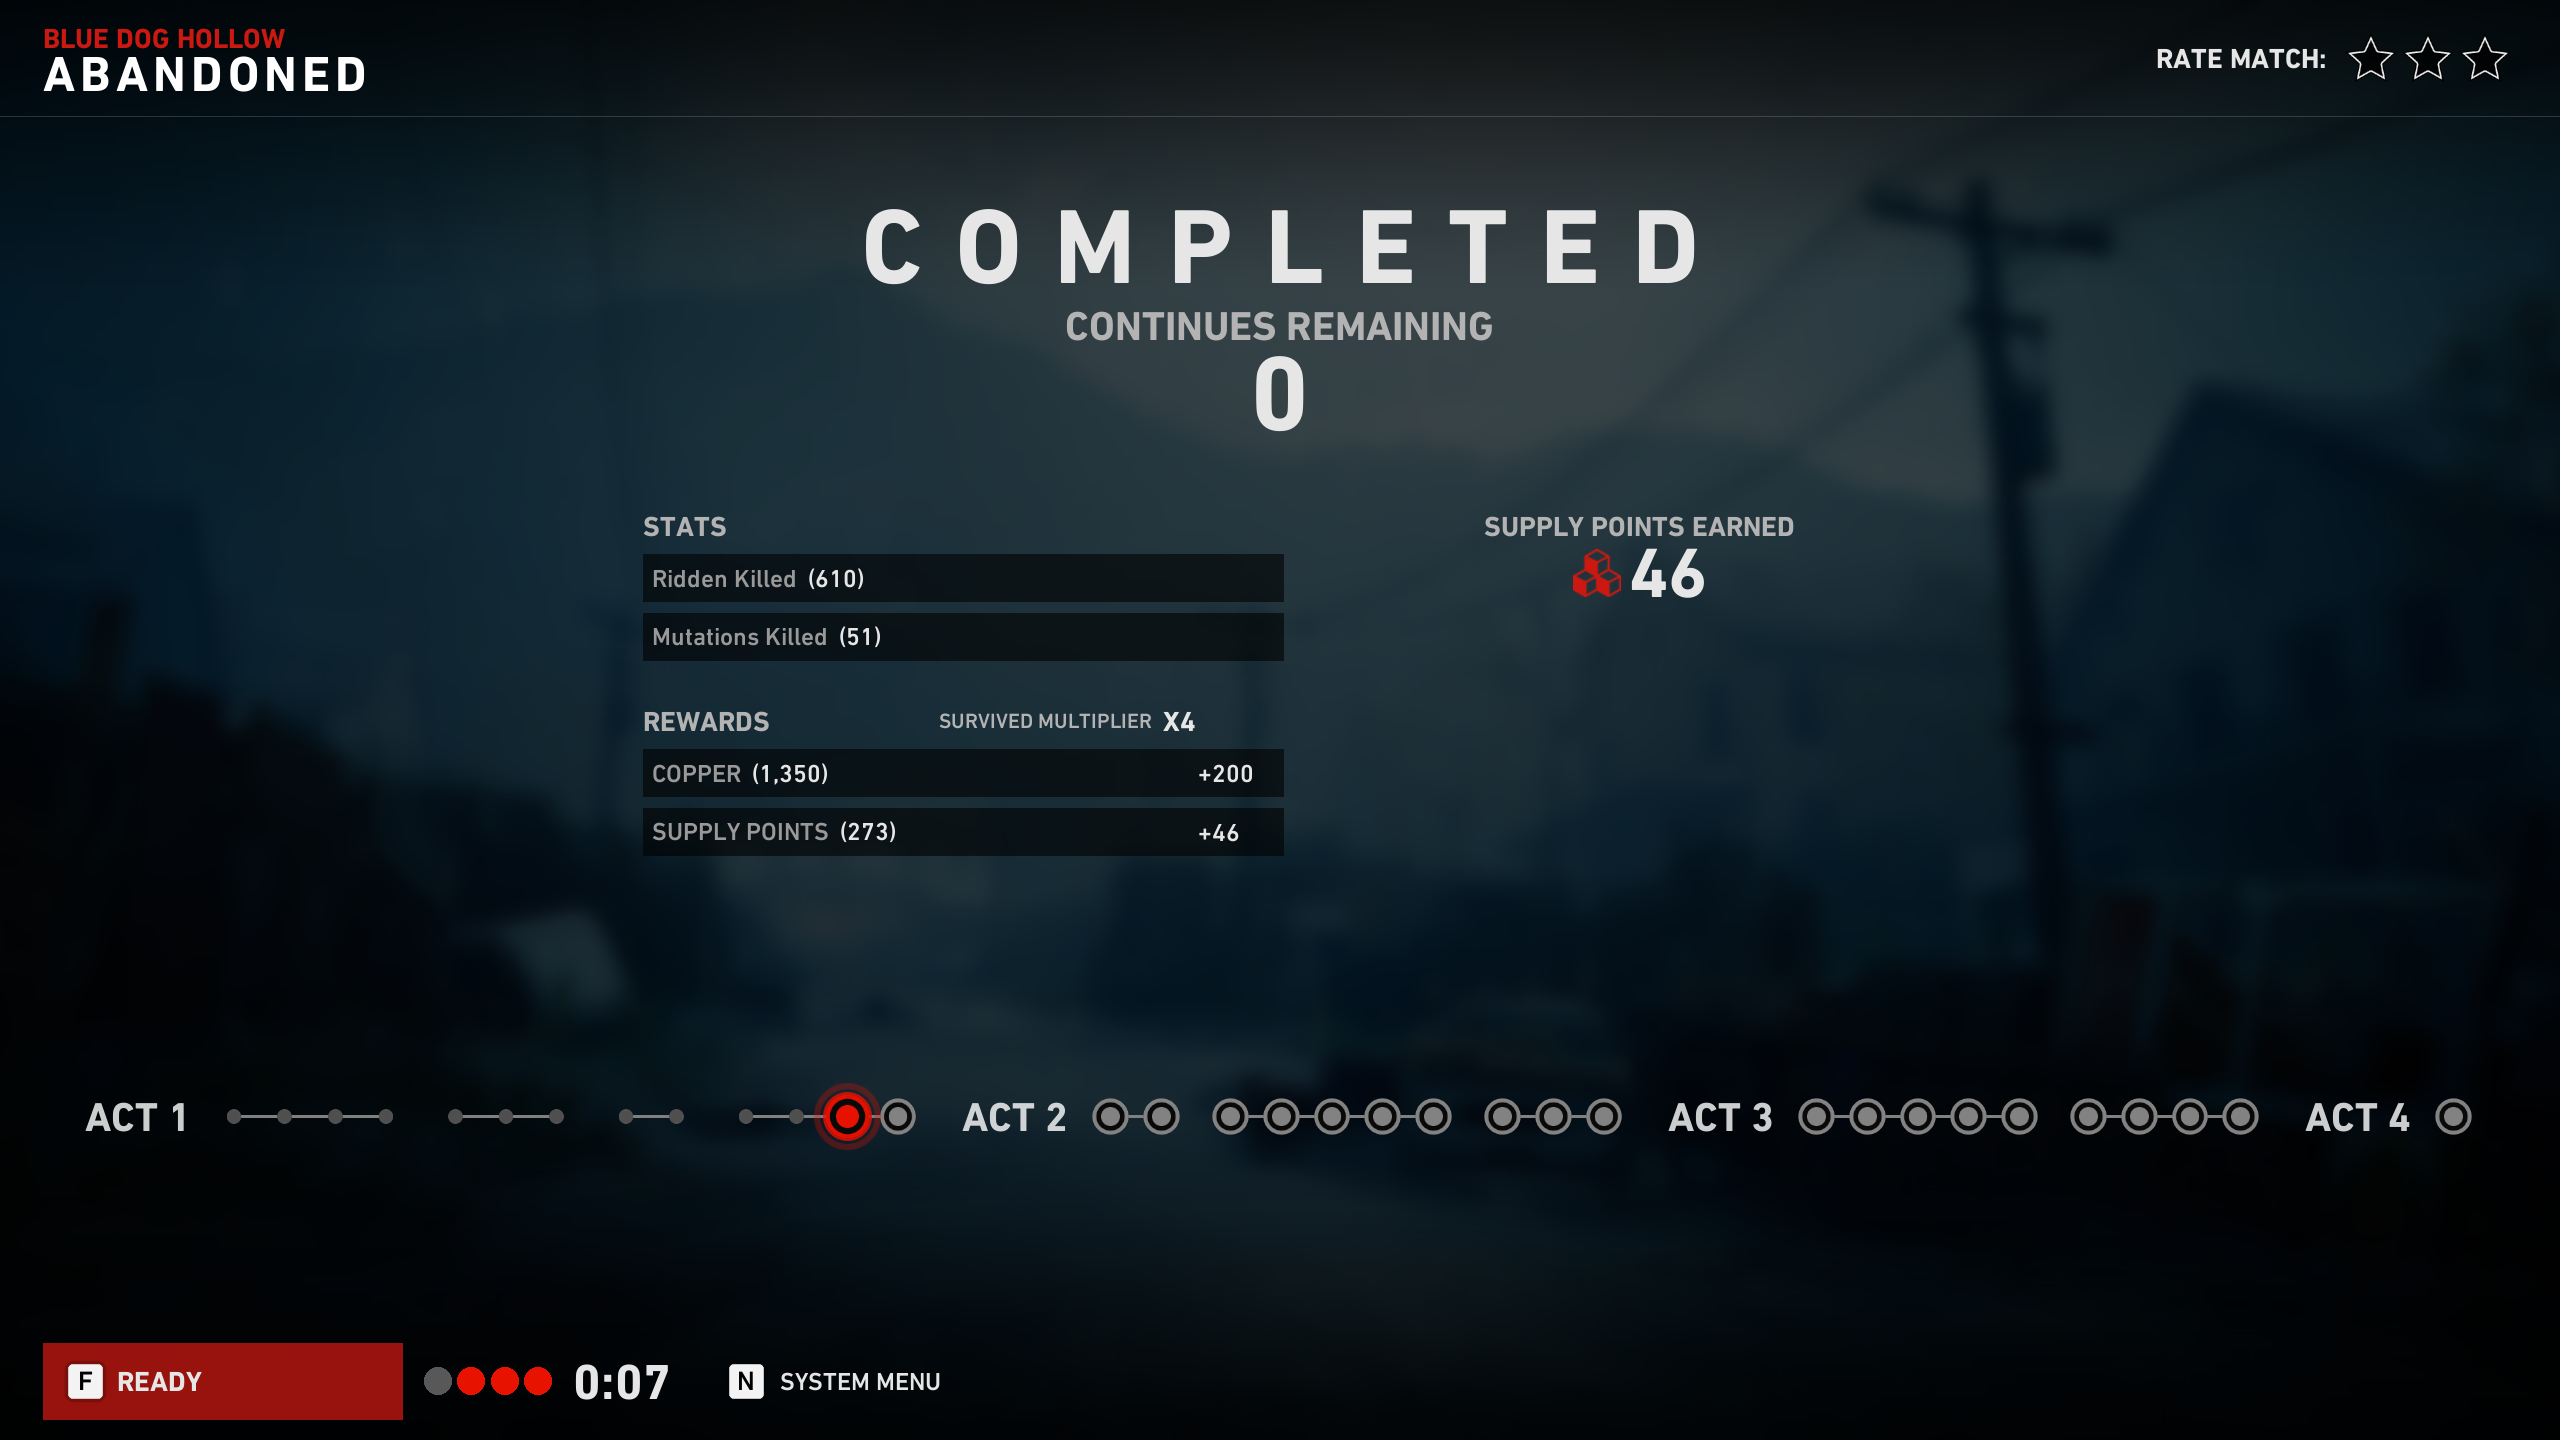 BLUE DOG HOLLOW
ABANDONED
RATE MATCH:
COMPLETED
CONTINUES REMAINING
0
STATS
Ridden Killed (610)
Mutations Killed (51)
SUPPLY POINTS EARNED
46
REWARDS SURVIVED MULTIPLIER X4
COPPER (1,350) +200
SUPPLY POINTS (273) +46
ACT 1 ACT 2 ACT 3 ACT 4
F READY 0:07 N SYSTEM MENU